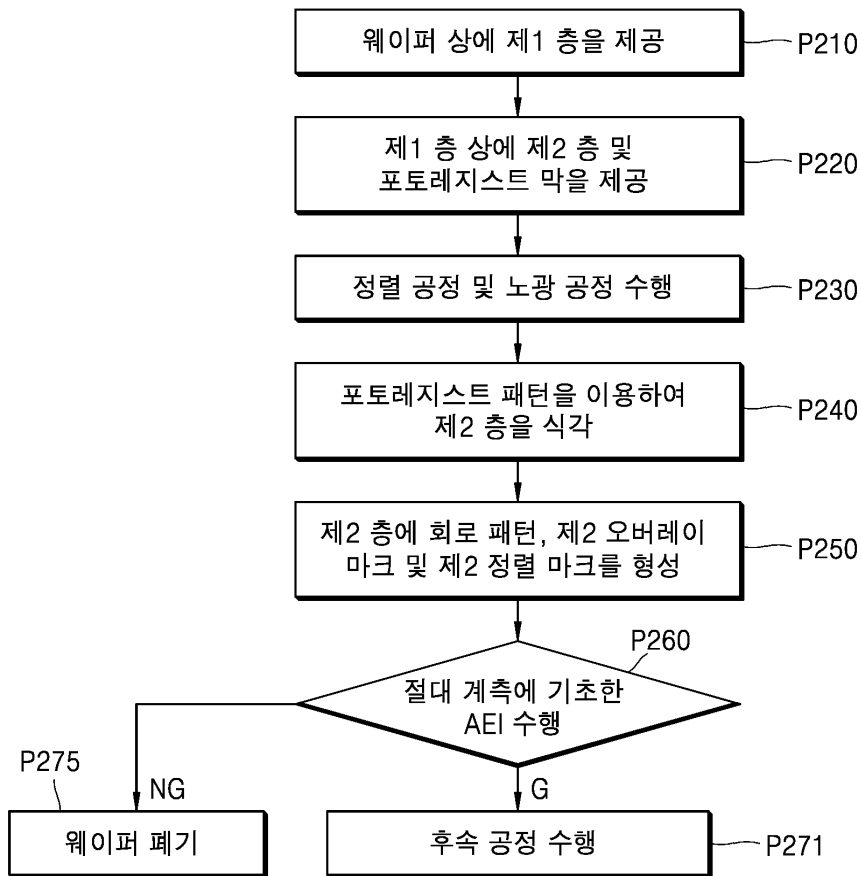 웨이퍼 상에 제1 층을 제공
P210
제1 층 상에 제2 층 및
포토레지스트 막을 제공
P220
정렬 공정 및 노광 공정 수행
P230
포토레지스트 패턴을 이용하여
제2 층을 식각
P240
제2 층에 회로 패턴, 제2 오버레이
마크 및 제2 정렬 마크를 형성
P250
P260
절대 계측에 기초한
AEI 수행
P275
NG
G
웨이퍼 폐기
후속 공정 수행
P271